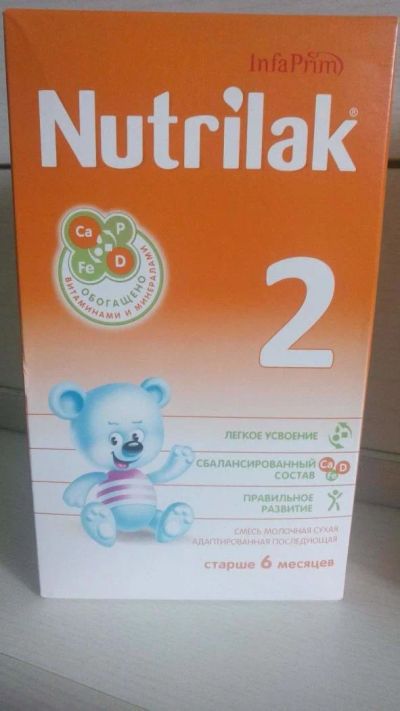 InfaPrim
Nutrilak®
Ca P
Fe D
ОБОГАЩЕНО
ВИТАМИНАМИ И МИНЕРАЛАМИ
2
ЛЕГКОЕ УСВОЕНИЕ
СБАЛАНСИРОВАННЫЙ
СОСТАВ
Ca D
Fe
ПРАВИЛЬНОЕ
РАЗВИТИЕ
СМЕСЬ МОЛОЧНАЯ СУХАЯ
АДАПТИРОВАННАЯ ПОСЛЕДУЮЩАЯ
старше 6 месяцев